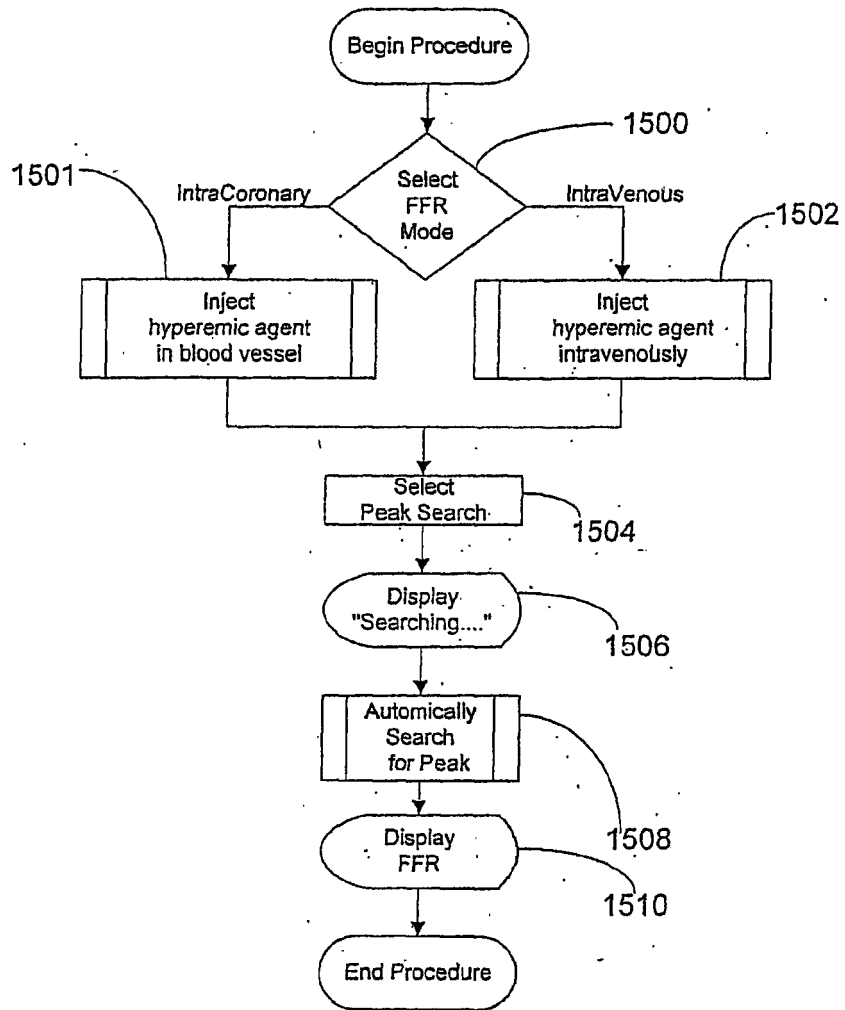 Begin Procedure
1500
1501
IntraCoronary
Select
FFR
Mode
IntraVenous
1502
Inject
hyperemic agent
in blood vessel
Inject
hyperemic agent
intravenously
Select
Peak Search
1504
Display
"Searching...."
1506
Automically
Search
for Peak
1508
Display
FFR
1510
End Procedure